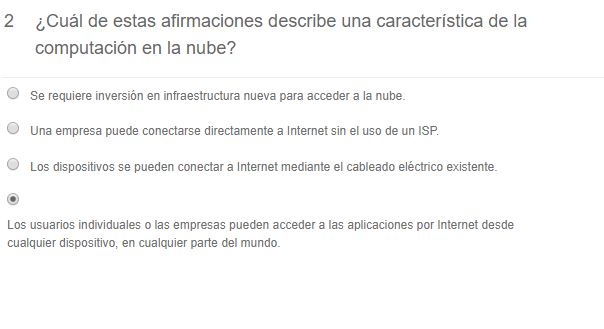 2 ¿Cuál de estas afirmaciones describe una característica de la
computación en la nube?
Se requiere inversión en infraestructura nueva para acceder a la nube.
Una empresa puede conectarse directamente a Internet sin el uso de un ISP.
Los dispositivos se pueden conectar a Internet mediante el cableado eléctrico existente.
Los usuarios individuales o las empresas pueden acceder a las aplicaciones por Internet desde
cualquier dispositivo, en cualquier parte del mundo.